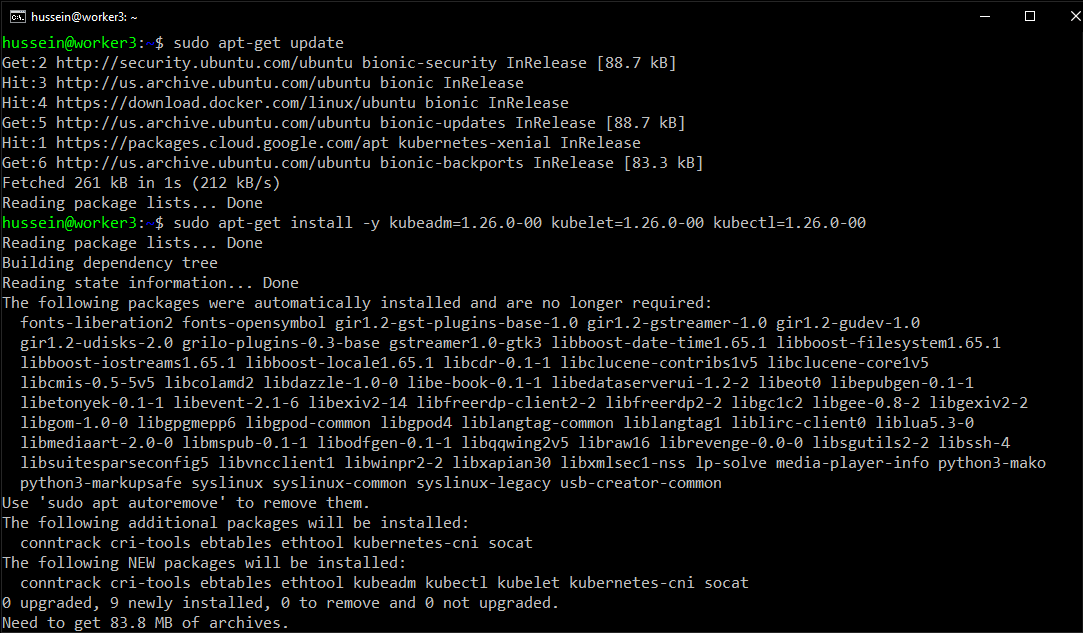 hussein@worker3: ~
hussein@worker3:~$ sudo apt-get update
Get:2 http://security.ubuntu.com/ubuntu bionic-security InRelease [88.7 kB]
Hit:3 http://us.archive.ubuntu.com/ubuntu bionic InRelease
Hit:4 https://download.docker.com/linux/ubuntu bionic InRelease
Get:5 http://us.archive.ubuntu.com/ubuntu bionic-updates InRelease [88.7 kB]
Hit:1 https://packages.cloud.google.com/apt kubernetes-xenial InRelease
Get:6 http://us.archive.ubuntu.com/ubuntu bionic-backports InRelease [83.3 kB]
Fetched 261 kB in 1s (212 kB/s)
Reading package lists... Done
hussein@worker3:~$ sudo apt-get install -y kubeadm=1.26.0-00 kubelet=1.26.0-00 kubectl=1.26.0-00
Reading package lists... Done
Building dependency tree
Reading state information... Done
The following packages were automatically installed and are no longer required:
  fonts-liberation2 fonts-opensymbol gir1.2-gst-plugins-base-1.0 gir1.2-gstreamer-1.0 gir1.2-gudev-1.0
  gir1.2-udisks-2.0 grilo-plugins-0.3-base gstreamer1.0-gtk3 libboost-date-time1.65.1 libboost-filesystem1.65.1
  libboost-iostreams1.65.1 libboost-locale1.65.1 libcdr-0.1-1 libclucene-contribs1v5 libclucene-core1v5
  libcmis-0.5-5v5 libcolamd2 libdazzle-1.0-0 libe-book-0.1-1 libedataserverui-1.2-2 libeot0 libepubgen-0.1-1
  libetonyek-0.1-1 libevent-2.1-6 libexiv2-14 libfreerdp-client2-2 libfreerdp2-2 libgc1c2 libgee-0.8-2 libgexiv2-2
  libgom-1.0-0 libgpgmepp6 libgpod-common libgpod4 liblangtag-common liblangtag1 liblirc-client0 liblua5.3-0
  libmediaart-2.0-0 libmspub-0.1-1 libodfgen-0.1-1 libqqwing2v5 libraw16 librevenge-0.0-0 libsgutils2-2 libssh-4
  libsuitesparseconfig5 libvncclient1 libwinpr2-2 libxapian30 libxmlsec1-nss lp-solve media-player-info python3-mako
  python3-markupsafe syslinux syslinux-common syslinux-legacy usb-creator-common
Use 'sudo apt autoremove' to remove them.
The following additional packages will be installed:
  conntrack cri-tools ebtables ethtool kubernetes-cni socat
The following NEW packages will be installed:
  conntrack cri-tools ebtables ethtool kubeadm kubectl kubelet kubernetes-cni socat
0 upgraded, 9 newly installed, 0 to remove and 0 not upgraded.
Need to get 83.8 MB of archives.